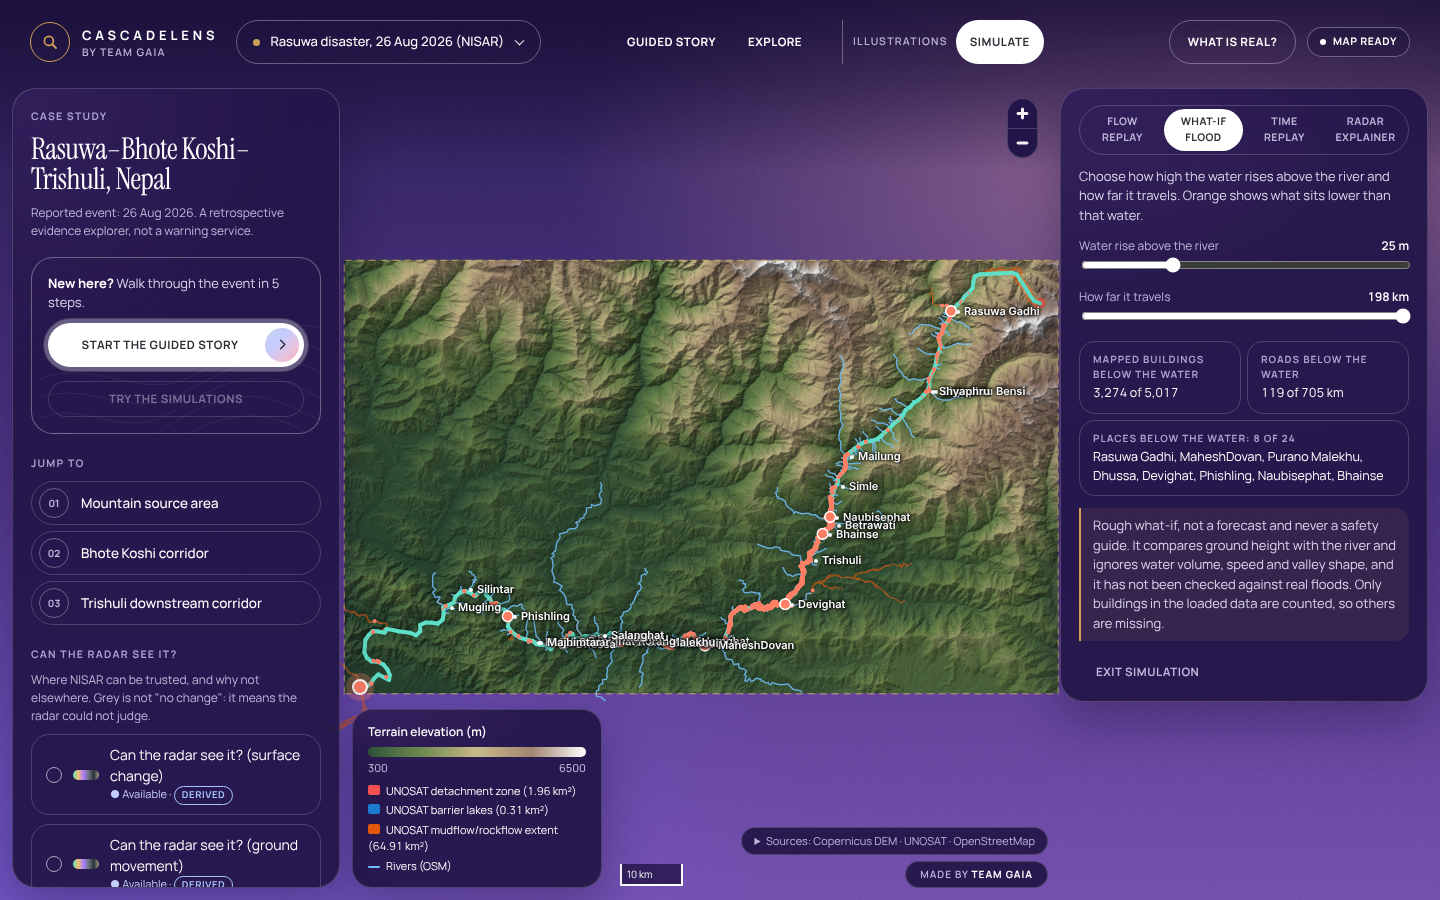 CASCADELENS
BY TEAM GAIA
Rasuwa disaster, 26 Aug 2026 (NISAR)
GUIDED STORY
EXPLORE
ILLUSTRATIONS
SIMULATE
WHAT IS REAL?
MAP READY
CASE STUDY
Rasuwa–Bhote Koshi–
Trishuli, Nepal
Reported event: 26 Aug 2026. A retrospective
evidence explorer, not a warning service.
New here? Walk through the event in 5
steps.
START THE GUIDED STORY
TRY THE SIMULATIONS
JUMP TO
01 Mountain source area
02 Bhote Koshi corridor
03 Trishuli downstream corridor
CAN THE RADAR SEE IT?
Where NISAR can be trusted, and why not
elsewhere. Grey is not "no change": it means the
radar could not judge.
Can the radar see it? (surface
change)
Available · DERIVED
Can the radar see it? (ground
movement)
Available · DERIVED
Rasuwa Gadhi
Shyaphru Bensi
Mailung
Simle
Naubisephat
Betrawati
Bhainse
Trishuli
Devighat
Silintar
Mugling
Phishling
Majhimtar
Salanghat
MaheshDovan
Terrain elevation (m)
300 6500
UNOSAT detachment zone (1.96 km²)
UNOSAT barrier lakes (0.31 km²)
UNOSAT mudflow/rockflow extent
(64.91 km²)
Rivers (OSM)
10 km
Sources: Copernicus DEM · UNOSAT · OpenStreetMap
MADE BY TEAM GAIA
FLOW
REPLAY
WHAT-IF
FLOOD
TIME
REPLAY
RADAR
EXPLAINER
Choose how high the water rises above the river and
how far it travels. Orange shows what sits lower than
that water.
Water rise above the river 25 m
How far it travels 198 km
MAPPED BUILDINGS
BELOW THE WATER
3,274 of 5,017
ROADS BELOW THE
WATER
119 of 705 km
PLACES BELOW THE WATER: 8 OF 24
Rasuwa Gadhi, MaheshDovan, Purano Malekhu,
Dhussa, Devighat, Phishling, Naubisephat, Bhainse
Rough what-if, not a forecast and never a safety
guide. It compares ground height with the river and
ignores water volume, speed and valley shape, and
it has not been checked against real floods. Only
buildings in the loaded data are counted, so others
are missing.
EXIT SIMULATION